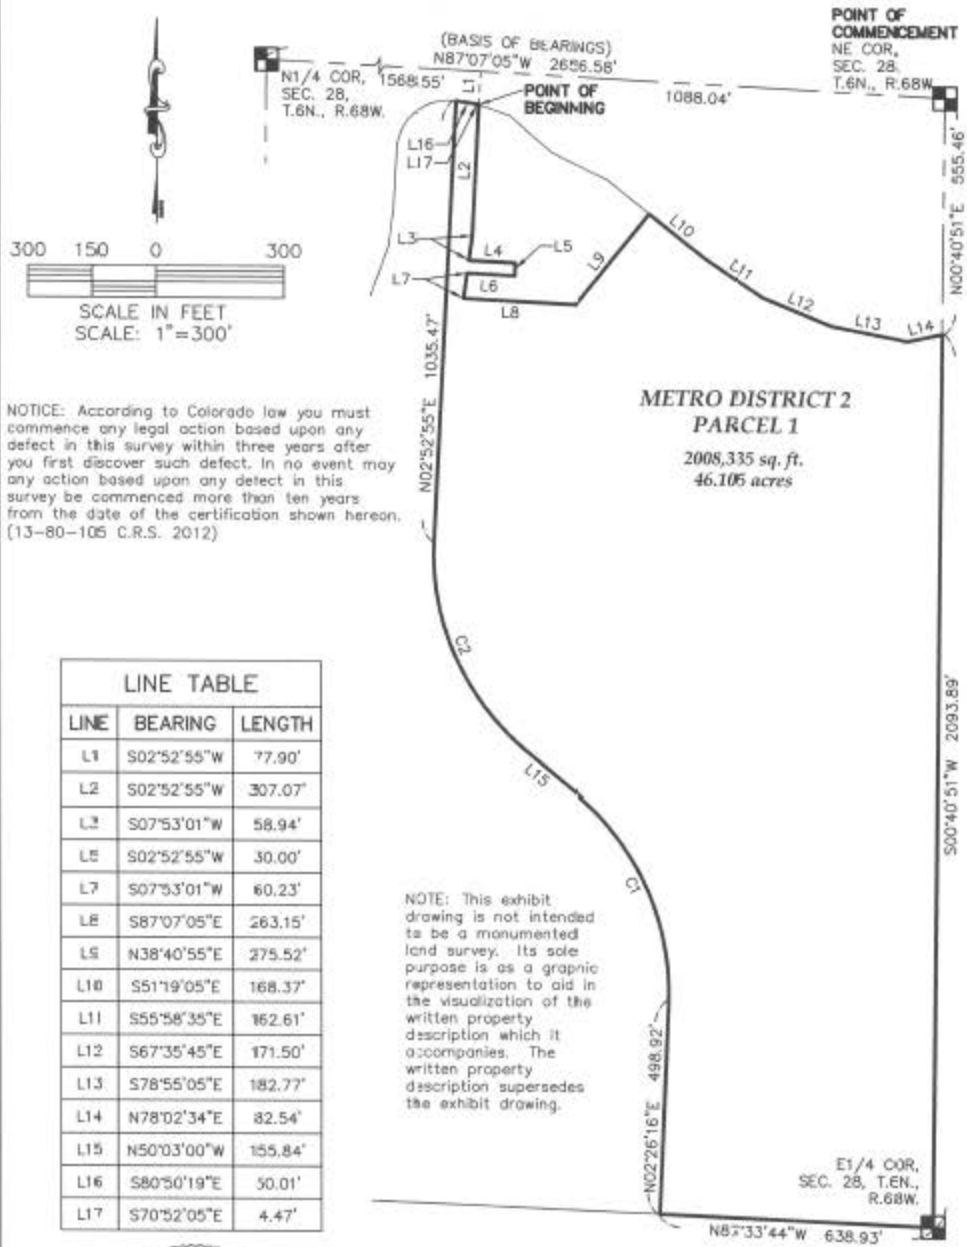 POINT OF
COMMENCEMENT
NE COR,
SEC. 28,
T.6N., R.68W.
(BASIS OF BEARINGS)
N87°07'05"W 2656.58'
1568.55'
1088.04'
N1/4 COR,
SEC. 28,
T.6N., R.68W.
POINT OF
BEGINNING
L1
L16
L17
L2
L3
L4
L5
L7
L6
L8
L9
L10
L11
L12
L13
L14
N00°40'51"E 555.46'
300 150 0 300
SCALE IN FEET
SCALE: 1"=300'
N02°52'55"E 1035.47'
METRO DISTRICT 2
PARCEL 1
2008,335 sq. ft.
46.105 acres
NOTICE: According to Colorado law you must
commence any legal action based upon any
defect in this survey within three years after
you first discover such defect. In no event may
any action based upon any defect in this
survey be commenced more than ten years
from the date of the certification shown hereon.
(13-80-105 C.R.S. 2012)
C2
L15
C1
S00°40'51"W 2093.89'
LINE TABLE
LINE BEARING LENGTH
L1 S02°52'55"W 77.90'
L2 S02°52'55"W 307.07'
L3 S07°53'01"W 58.94'
L5 S02°52'55"W 30.00'
L7 S07°53'01"W 60.23'
L8 S87°07'05"E 263.15'
L9 N38°40'55"E 275.52'
L10 S51°19'05"E 168.37'
L11 S55°58'35"E 162.61'
L12 S67°35'45"E 171.50'
L13 S78°55'05"E 182.77'
L14 N78°02'34"E 82.54'
L15 N50°03'00"W 155.84'
L16 S80°50'19"E 50.01'
L17 S70°52'05"E 4.47'
NOTE: This exhibit
drawing is not intended
to be a monumented
land survey. Its sole
purpose is as a graphic
representation to aid in
the visualization of the
written property
description which it
accompanies. The
written property
description supersedes
the exhibit drawing.
N02°26'16"E 498.92'
E1/4 COR,
SEC. 28, T.6N.,
R.68W.
N87°33'44"W 638.93'